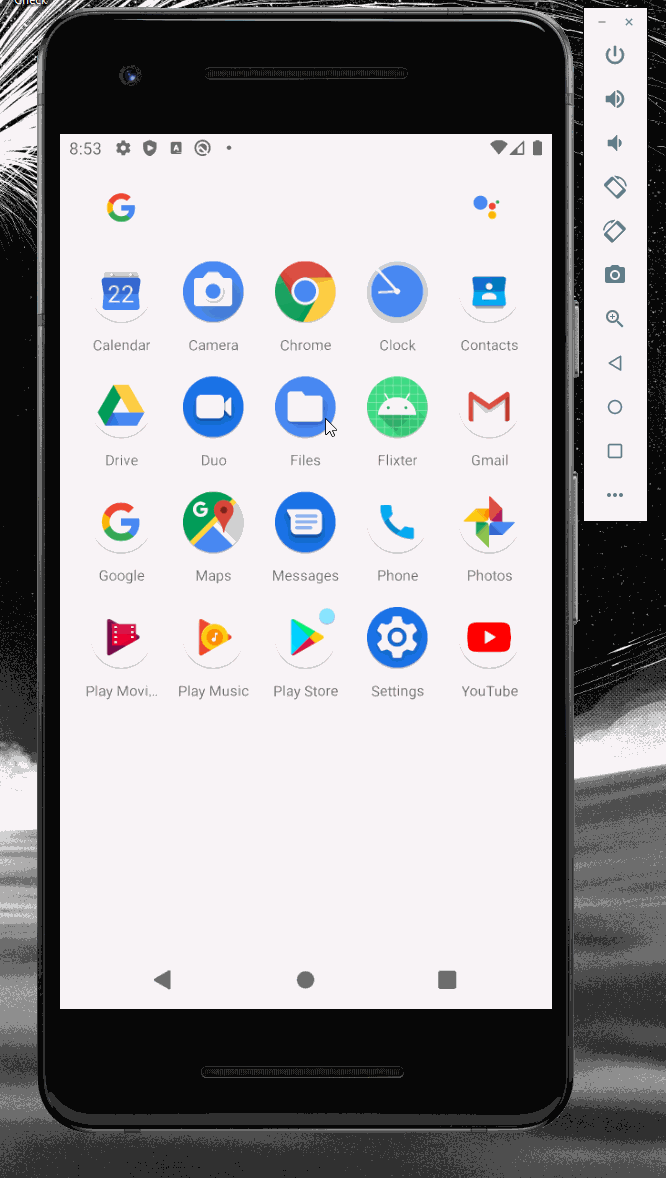 Check
8:53
22
Calendar Camera Chrome Clock Contacts
Drive Duo Files Flixter Gmail
G
Google Maps Messages Phone Photos
Play Movi... Play Music Play Store Settings YouTube